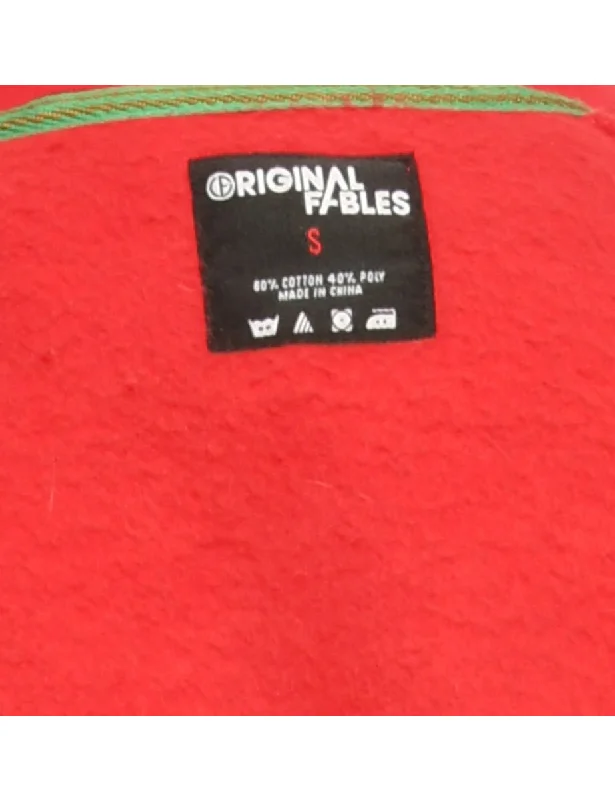 ORIGINAL
FABLES
S
60% COTTON 40% POLY
MADE IN CHINA